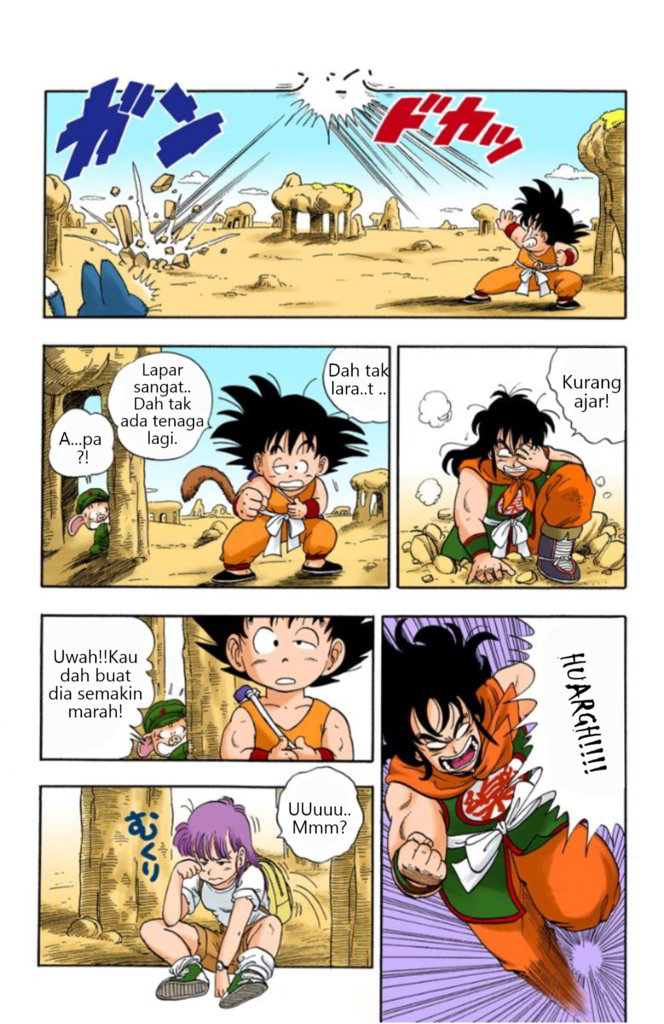 ガン
ドカッ
A...pa
?!
Lapar
sangat..
Dah tak
ada tenaga
lagi.
Dah tak
lara..t ..
Kurang
ajar!
Uwah!!Kau
dah buat
dia semakin
marah!
HUARGH!!!!
むくり
UUuuu..
Mmm?